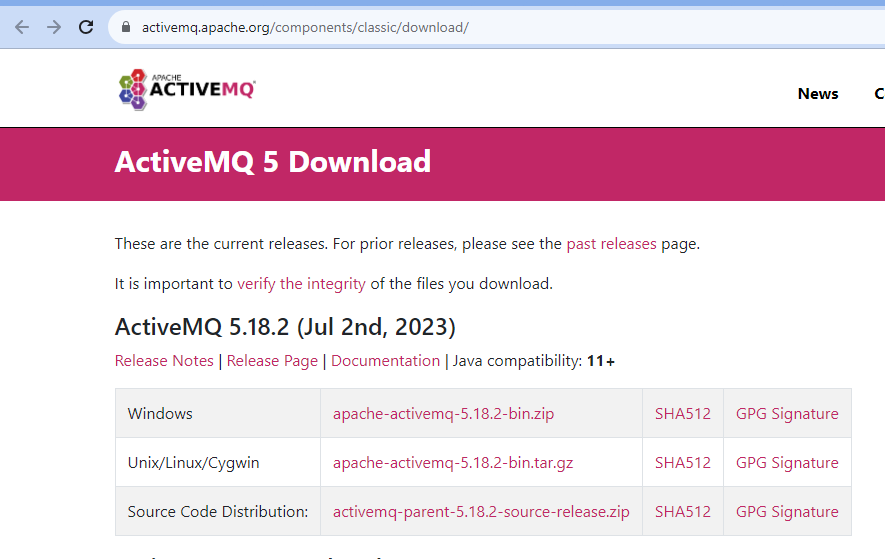 activemq.apache.org/components/classic/download/
APACHE
ACTIVEMQ
News
ActiveMQ 5 Download
These are the current releases. For prior releases, please see the past releases page.
It is important to verify the integrity of the files you download.
ActiveMQ 5.18.2 (Jul 2nd, 2023)
Release Notes | Release Page | Documentation | Java compatibility: 11+
Windows apache-activemq-5.18.2-bin.zip SHA512 GPG Signature
Unix/Linux/Cygwin apache-activemq-5.18.2-bin.tar.gz SHA512 GPG Signature
Source Code Distribution: activemq-parent-5.18.2-source-release.zip SHA512 GPG Signature